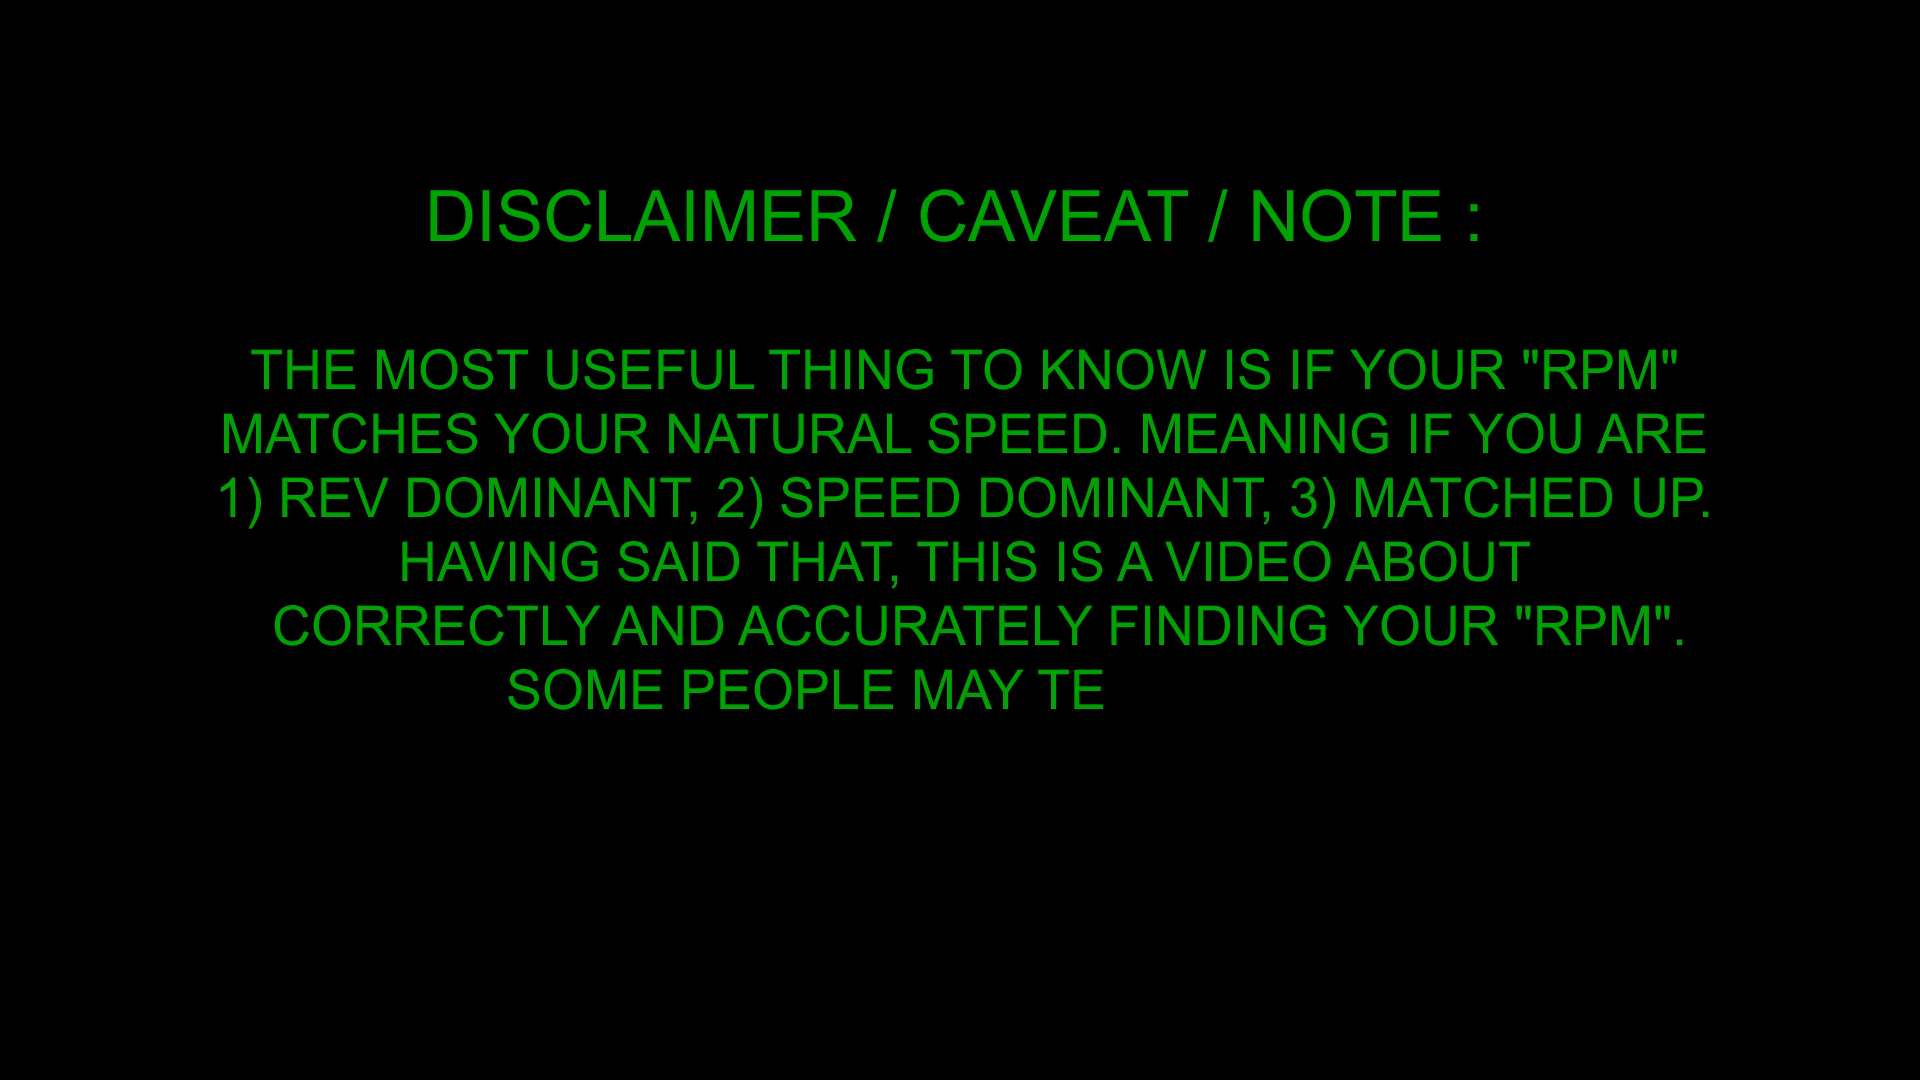 DISCLAIMER / CAVEAT / NOTE :
THE MOST USEFUL THING TO KNOW IS IF YOUR "RPM"
MATCHES YOUR NATURAL SPEED. MEANING IF YOU ARE
1) REV DOMINANT, 2) SPEED DOMINANT, 3) MATCHED UP.
HAVING SAID THAT, THIS IS A VIDEO ABOUT
CORRECTLY AND ACCURATELY FINDING YOUR "RPM".
SOME PEOPLE MAY TE